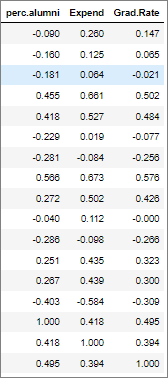 perc.alumni Expend Grad.Rate
-0.090 0.260 0.147
-0.160 0.125 0.065
-0.181 0.064 -0.021
0.455 0.661 0.502
0.418 0.527 0.484
-0.229 0.019 -0.077
-0.281 -0.084 -0.256
0.566 0.673 0.576
0.272 0.502 0.426
-0.040 0.112 -0.000
-0.286 -0.098 -0.266
0.251 0.435 0.323
0.267 0.439 0.300
-0.403 -0.584 -0.309
1.000 0.418 0.495
0.418 1.000 0.394
0.495 0.394 1.000